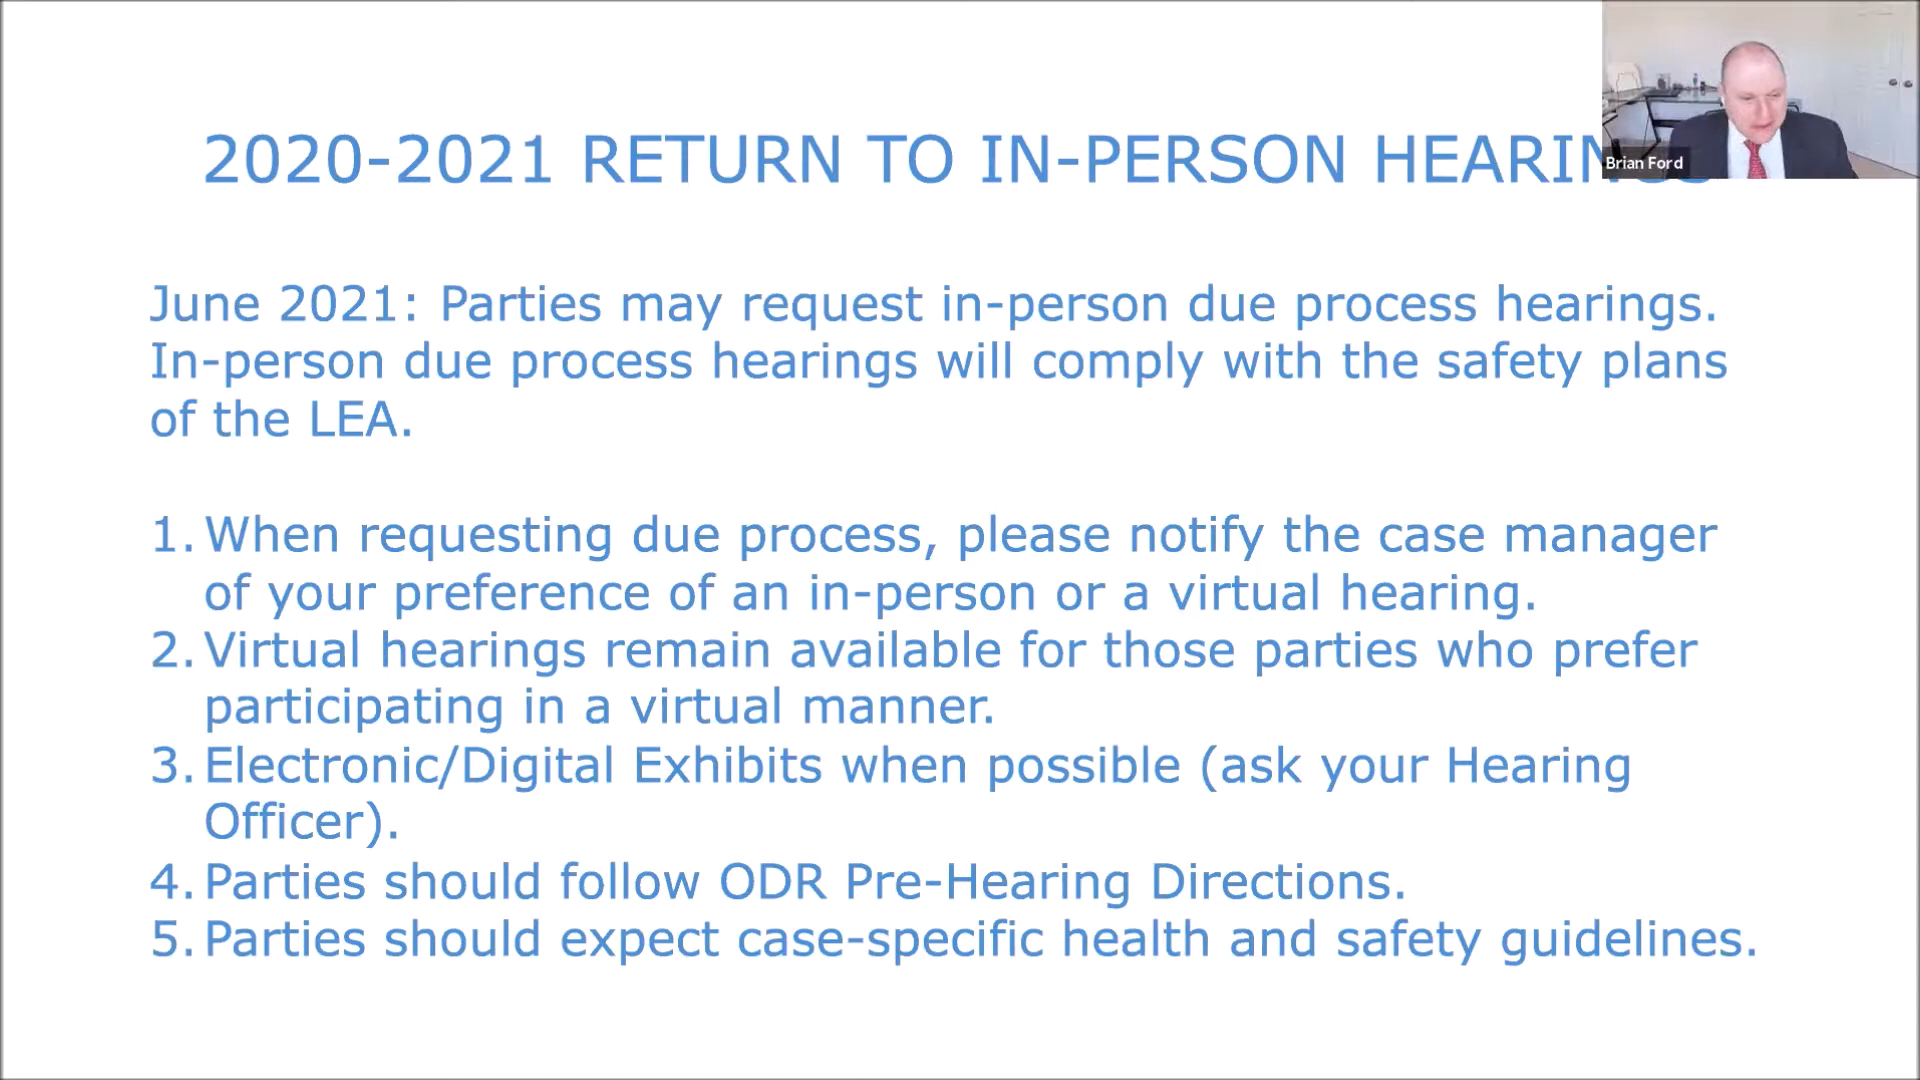 2020-2021 RETURN TO IN-PERSON
Brian Ford
June 2021: Parties may request in-person due process hearings.
In-person due process hearings will comply with the safety plans
of the LEA.
1. When requesting due process, please notify the case manager
of your preference of an in-person or a virtual hearing.
2. Virtual hearings remain available for those parties who prefer
participating in a virtual manner.
3. Electronic/Digital Exhibits when possible (ask your Hearing
Officer).
4. Parties should follow ODR Pre-Hearing Directions.
5. Parties should expect case-specific health and safety guidelines.